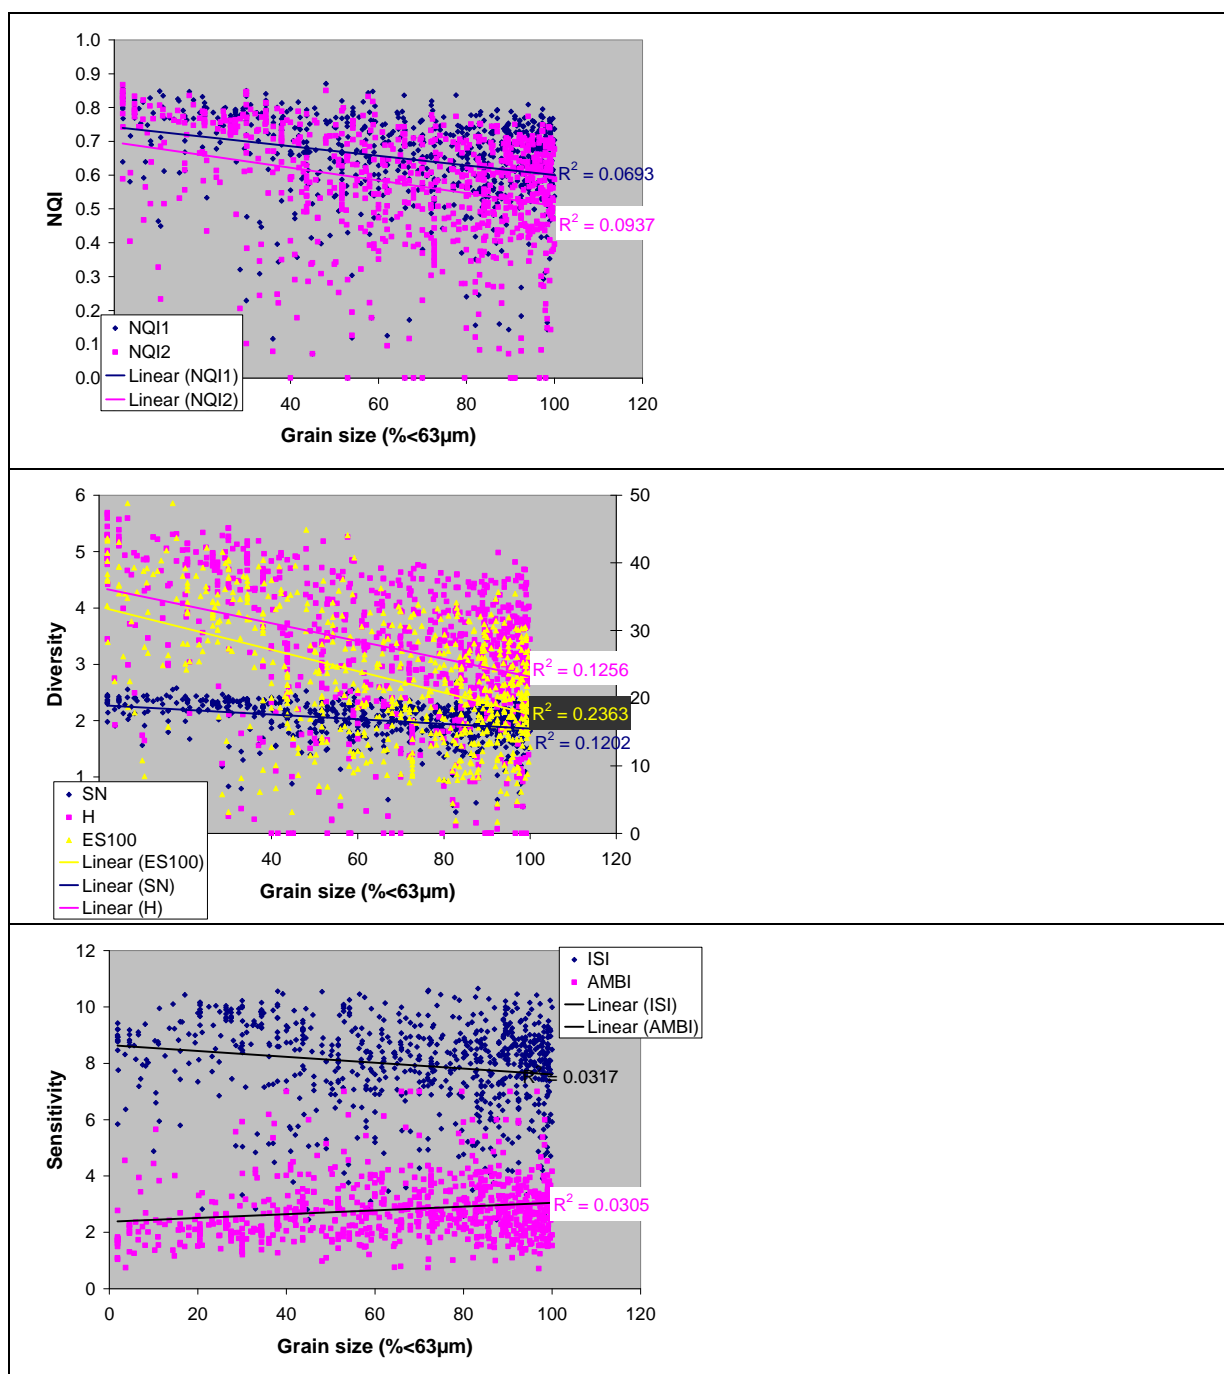 1.0
0.9
0.8
0.7
0.6
0.5
0.4
0.3
0.2
0.1
0.0
NQI
R² = 0.0693
R² = 0.0937
NQI1
NQI2
Linear (NQI1)
Linear (NQI2)
40 60 80 100 120
Grain size (%<63µm)
6
5
4
3
2
1
Diversity
50
40
30
20
10
0
R² = 0.1256
R² = 0.2363
R² = 0.1202
SN
H
ES100
Linear (ES100)
Linear (SN)
Linear (H)
40 60 80 100 120
Grain size (%<63µm)
12
10
8
6
4
2
0
Sensitivity
ISI
AMBI
Linear (ISI)
Linear (AMBI)
0.0317
R² = 0.0305
0 20 40 60 80 100 120
Grain size (%<63µm)